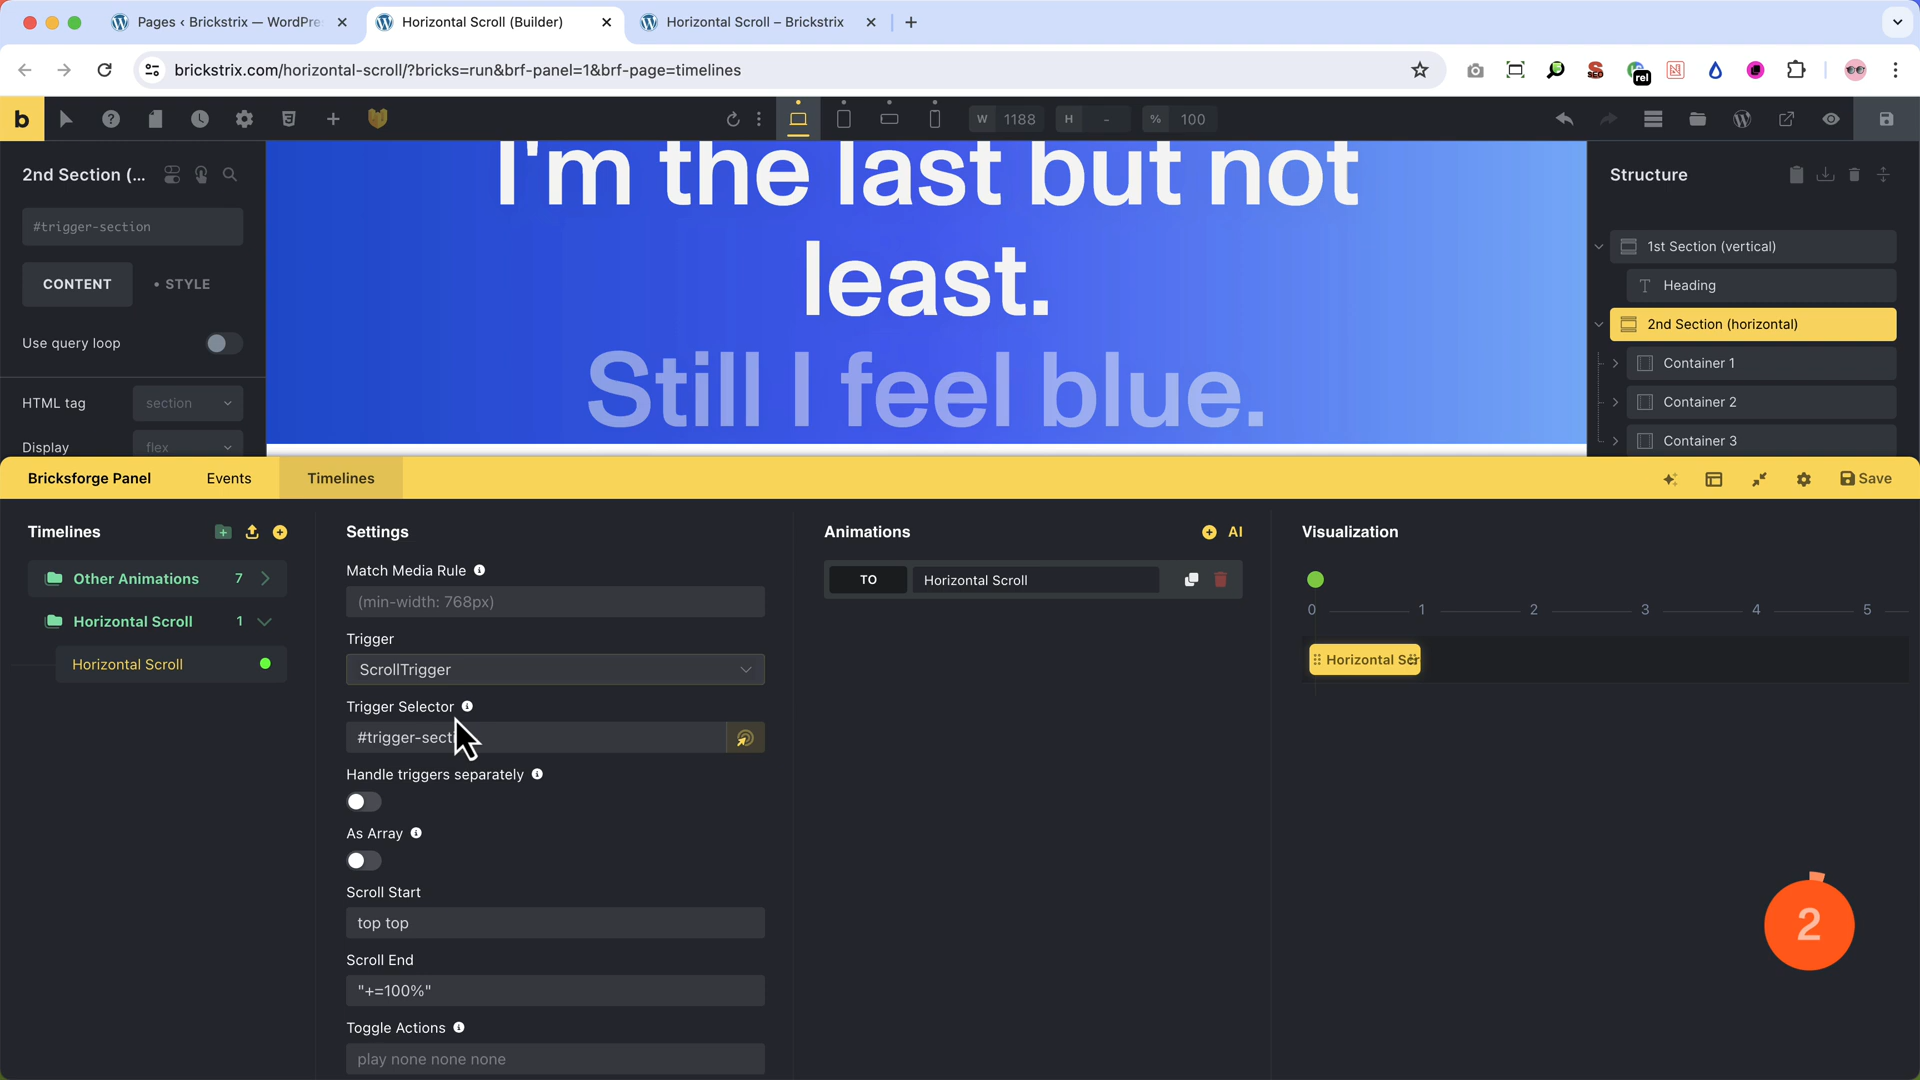 Pages ‹ Brickstrix — WordPre
Horizontal Scroll (Builder)
Horizontal Scroll – Brickstrix
brickstrix.com/horizontal-scroll/?bricks=run&brf-panel=1&brf-page=timelines
SEO
rel
b
W 1188
H -
% 100
2nd Section (...
#trigger-section
CONTENT
• STYLE
Use query loop
HTML tag
section
Display
flex
I'm the last but not
least.
Still I feel blue.
Structure
1st Section (vertical)
Heading
2nd Section (horizontal)
Container 1
Container 2
Container 3
Bricksforge Panel
Events
Timelines
Save
Timelines
Other Animations 7
Horizontal Scroll 1
Horizontal Scroll
Settings
Match Media Rule
(min-width: 768px)
Trigger
ScrollTrigger
Trigger Selector
#trigger-secti
Handle triggers separately
As Array
Scroll Start
top top
Scroll End
"+=100%"
Toggle Actions
play none none none
Animations
AI
TO
Horizontal Scroll
Visualization
0 1 2 3 4 5
Horizontal Scr
2